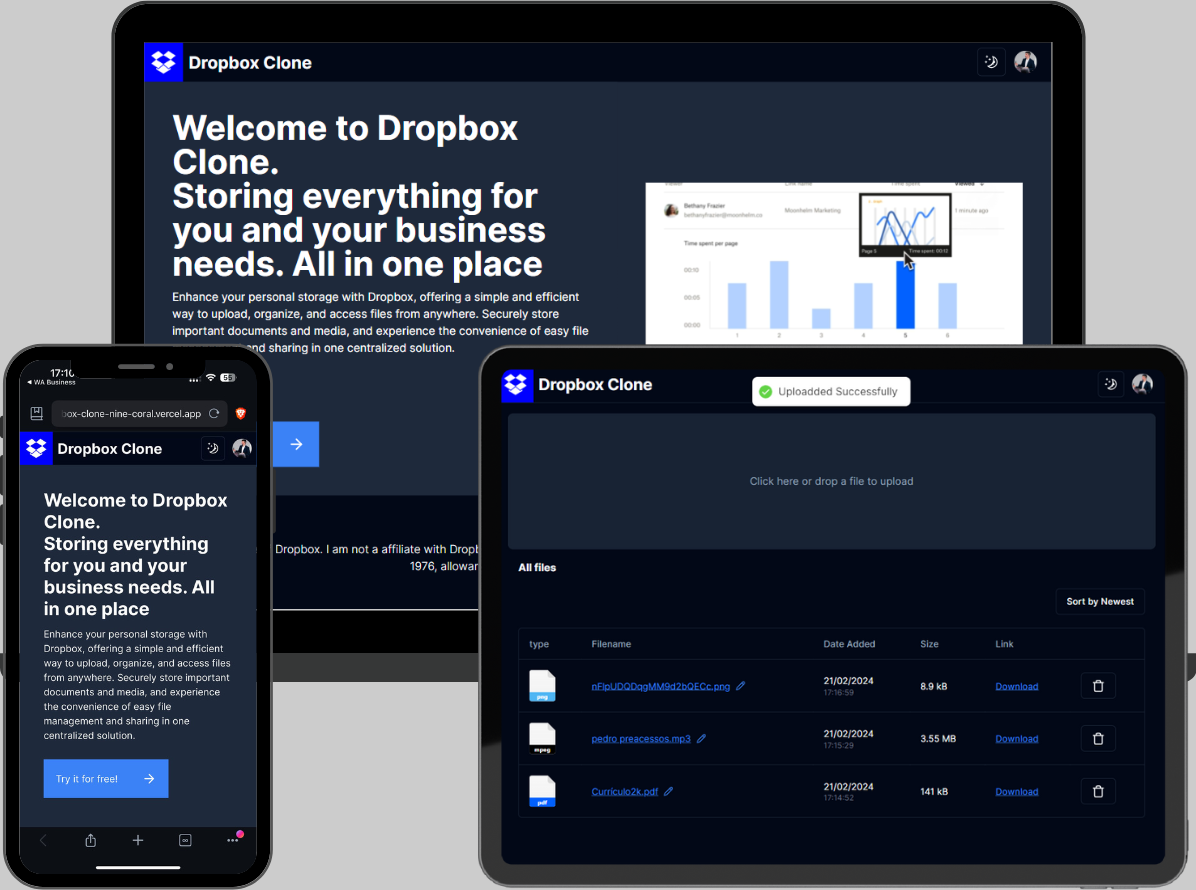 Dropbox Clone
Welcome to Dropbox
Clone.
Storing everything for
you and your business
needs. All in one place
Enhance your personal storage with Dropbox, offering a simple and efficient
way to upload, organize, and access files from anywhere. Securely store
important documents and media, and experience the convenience of easy file
and sharing in one centralized solution.
Viewer Link name Time spent Viewed
Bethany Frazier
bethanyfrazier@moonhelm.co
Moonhelm Marketing
1 minute ago
Page 5 Time spent: 00:12
Time spent per page
00:10
00:05
00:00
1 2 3 4 5 6
Dropbox. I am not a affiliate with Dropb
1976, allowan
17:10
55
WA Business
box-clone-nine-coral.vercel.app
Dropbox Clone
Welcome to Dropbox
Clone.
Storing everything
for you and your
business needs. All
in one place
Enhance your personal storage with
Dropbox, offering a simple and efficient
way to upload, organize, and access files
from anywhere. Securely store important
documents and media, and experience
the convenience of easy file
management and sharing in one
centralized solution.
Try it for free!
Dropbox Clone
Uploadded Successfully
Click here or drop a file to upload
All files
Sort by Newest
type Filename Date Added Size Link
png nFlpUDQDqgMM9d2bQECc.png 21/02/2024 8.9 kB Download
17:16:59
mpeg pedro preacessos.mp3 21/02/2024 3.55 MB Download
17:15:29
pdf Currículo2k.pdf 21/02/2024 141 kB Download
17:14:52